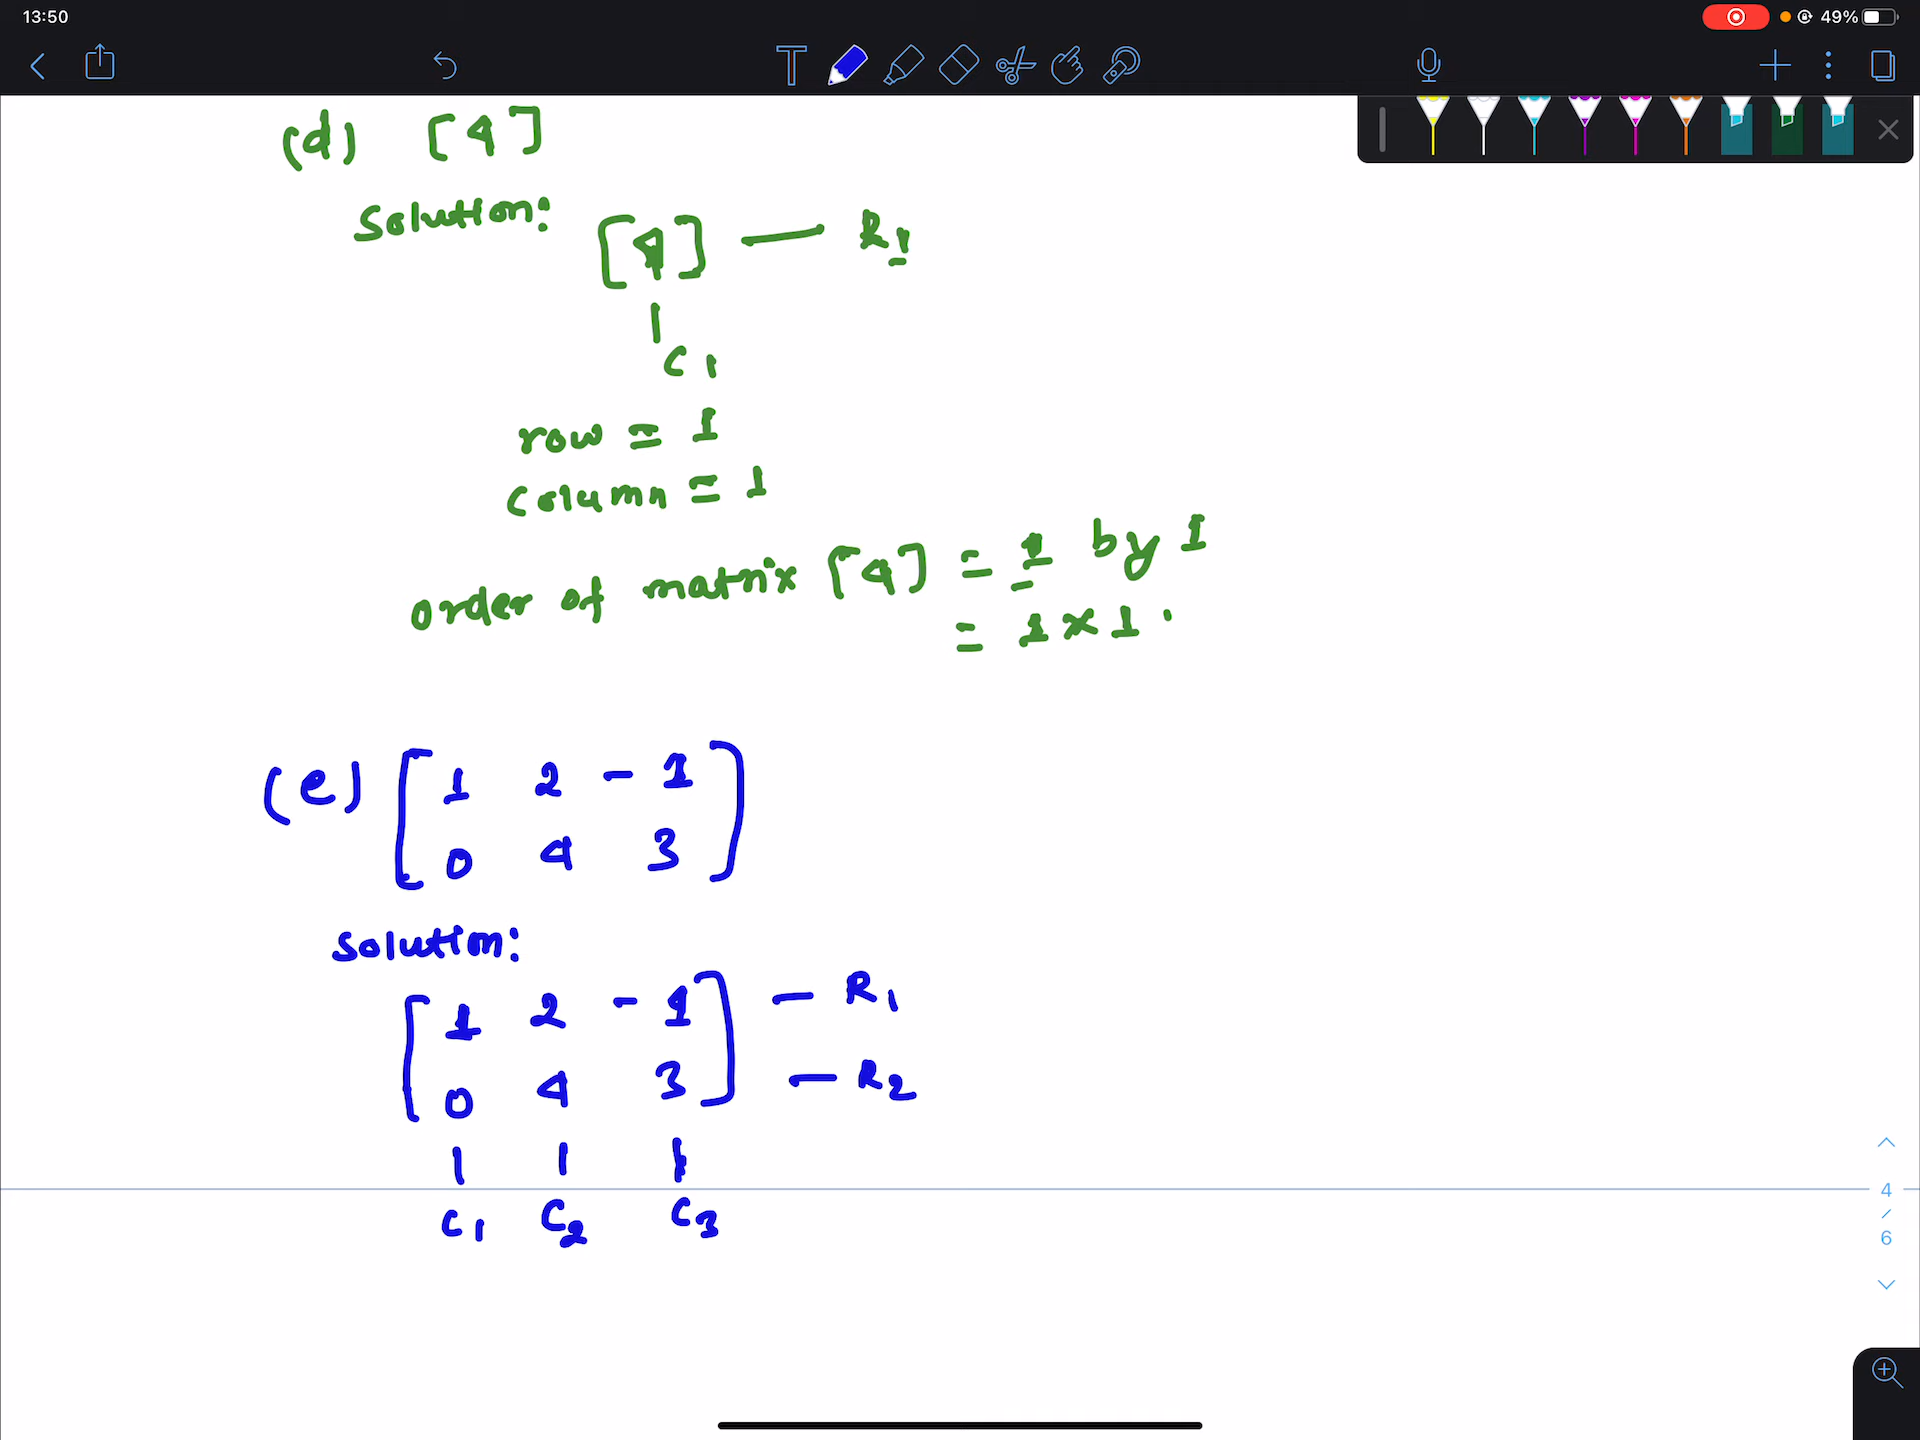 13:50
49%
T
(d) [4]
Solution:
[4] — R1
C1
row = 1
column = 1
order of matrix [4] = 1 by 1
= 1 × 1 .
(e) [1 2 -1
0 4 3]
Solution:
[1 2 -1 — R1
0 4 3] — R2
C1 C2 C3
4
/
6